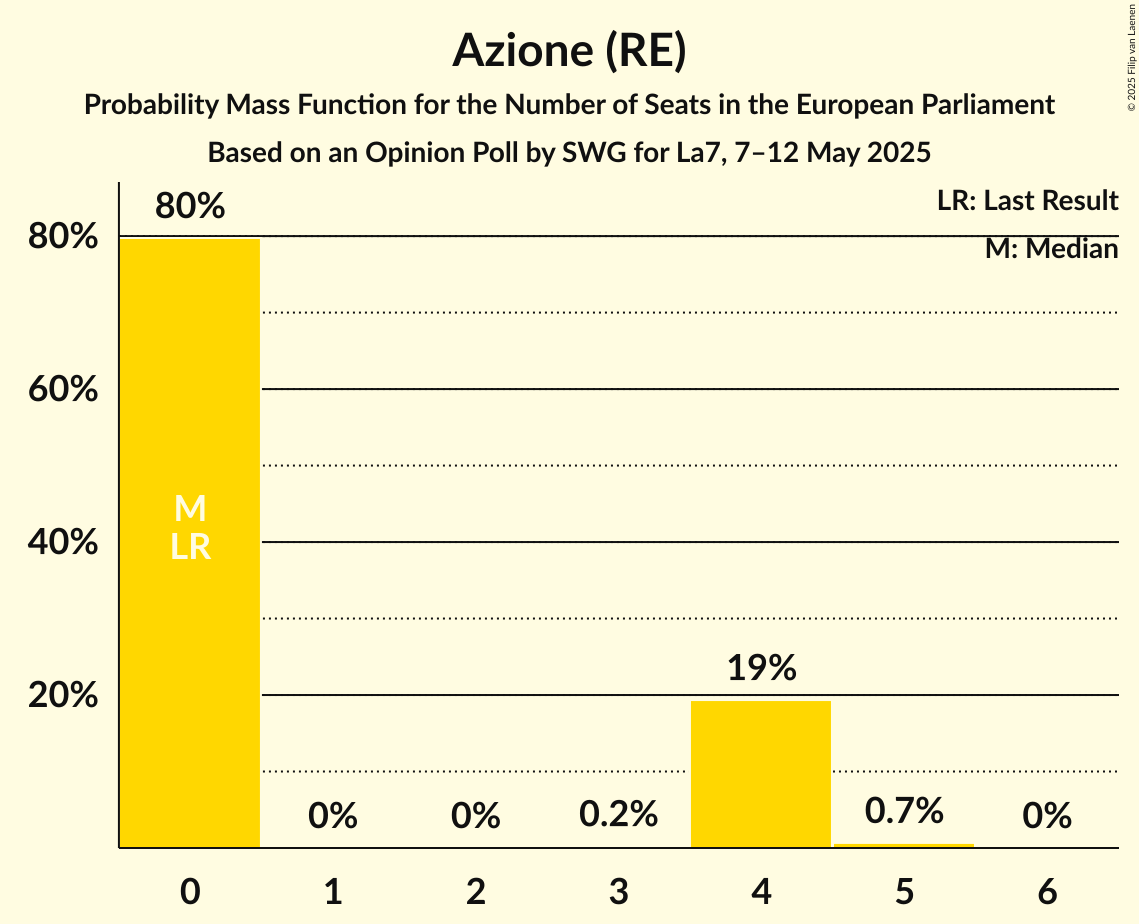 Azione (RE)
Probability Mass Function for the Number of Seats in the European Parliament
Based on an Opinion Poll by SWG for La7, 7–12 May 2025
© 2025 Filip van Laenen
LR: Last Result
M: Median
80%
60%
40%
20%
80%
M
LR
0%
0%
0.2%
19%
0.7%
0%
0
1
2
3
4
5
6